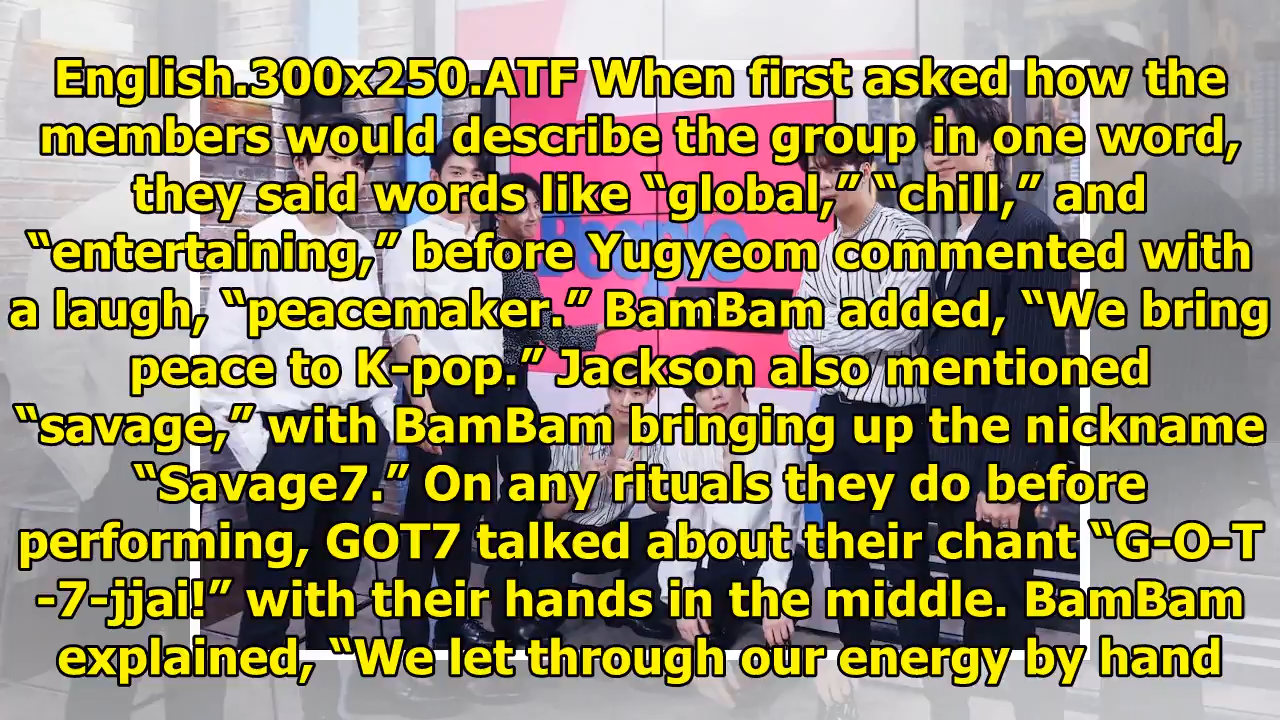 English.300x250.ATF When first asked how the
members would describe the group in one word,
they said words like “global,” “chill,” and
“entertaining,” before Yugyeom commented with
a laugh, “peacemaker.” BamBam added, “We bring
peace to K-pop.” Jackson also mentioned
“savage,” with BamBam bringing up the nickname
“Savage7.” On any rituals they do before
performing, GOT7 talked about their chant “G-O-T
-7-jjai!” with their hands in the middle. BamBam
explained, “We let through our energy by hand
People